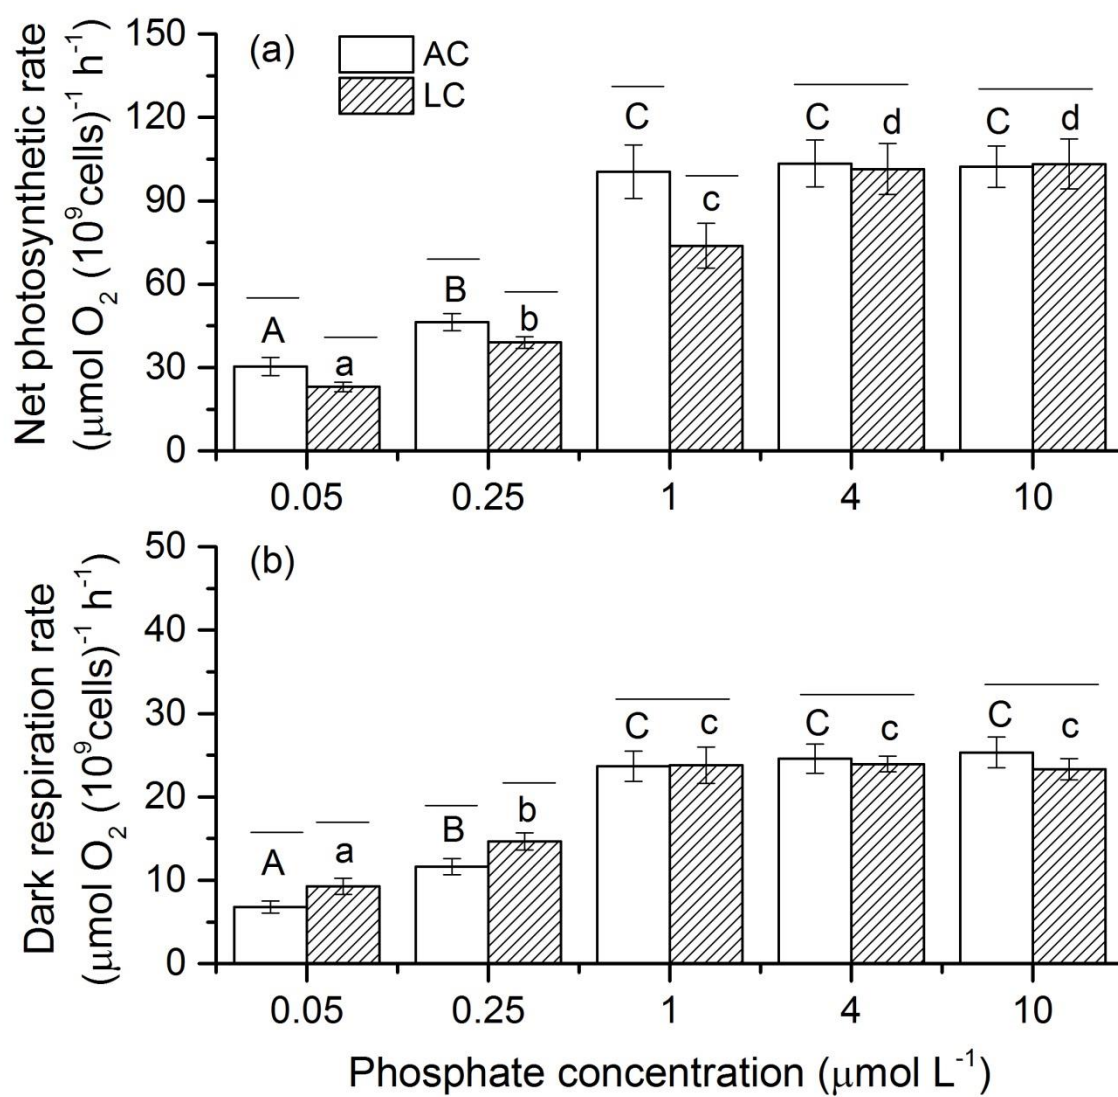 Net photosynthetic rate
(μmol O₂ (10⁹cells)⁻¹ h⁻¹)
150
120
90
60
30
0
(a)
AC
LC
A
a
B
b
C
c
C
d
C
d
0.05
0.25
1
4
10
Dark respiration rate
(μmol O₂ (10⁹cells)⁻¹ h⁻¹)
50
40
30
20
10
0
(b)
A
a
B
b
C
c
C
c
C
c
0.05
0.25
1
4
10
Phosphate concentration (μmol L⁻¹)